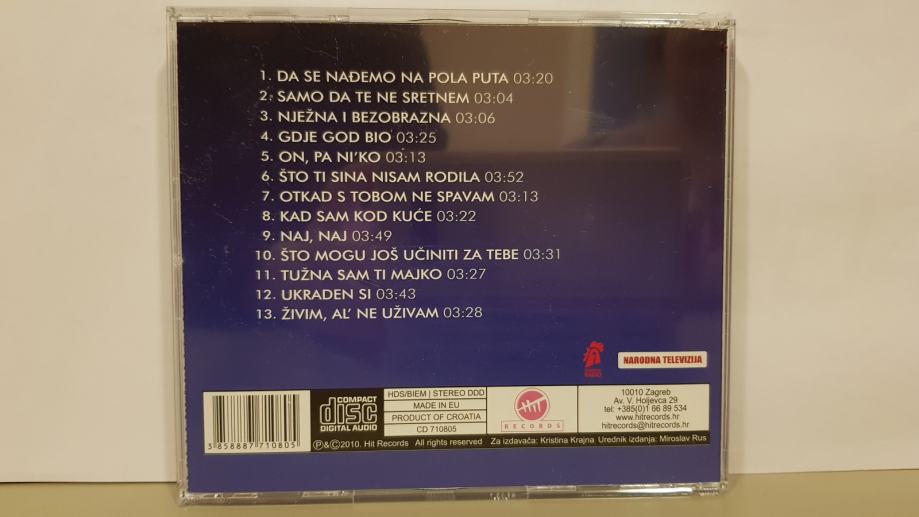 1. DA SE NAĐEMO NA POLA PUTA 03:20
2. SAMO DA TE NE SRETNEM 03:04
3. NJEŽNA I BEZOBRAZNA 03:06
4. GDJE GOD BIO 03:25
5. ON, PA NI'KO 03:13
6. ŠTO TI SINA NISAM RODILA 03:52
7. OTKAD S TOBOM NE SPAVAM 03:13
8. KAD SAM KOD KUĆE 03:22
9. NAJ, NAJ 03:49
10. ŠTO MOGU JOŠ UČINITI ZA TEBE 03:31
11. TUŽNA SAM TI MAJKO 03:27
12. UKRADEN SI 03:43
13. ŽIVIM, AL' NE UŽIVAM 03:28
NARODNA TELEVIZIJA
3 858887 710805
COMPACT
disc
DIGITAL AUDIO
HDS/BIEM | STEREO DDD
MADE IN EU
PRODUCT OF CROATIA
CD 710805
HIT
RECORDS
10010 Zagreb
Av. V. Holjevca 29
tel: +385(0)1 66 89 534
www.hitrecords.hr
hitrecords@hitrecords.hr
℗&©2010. Hit Records All rights reserved Za izdavača: Kristina Krajna Urednik izdanja: Miroslav Rus